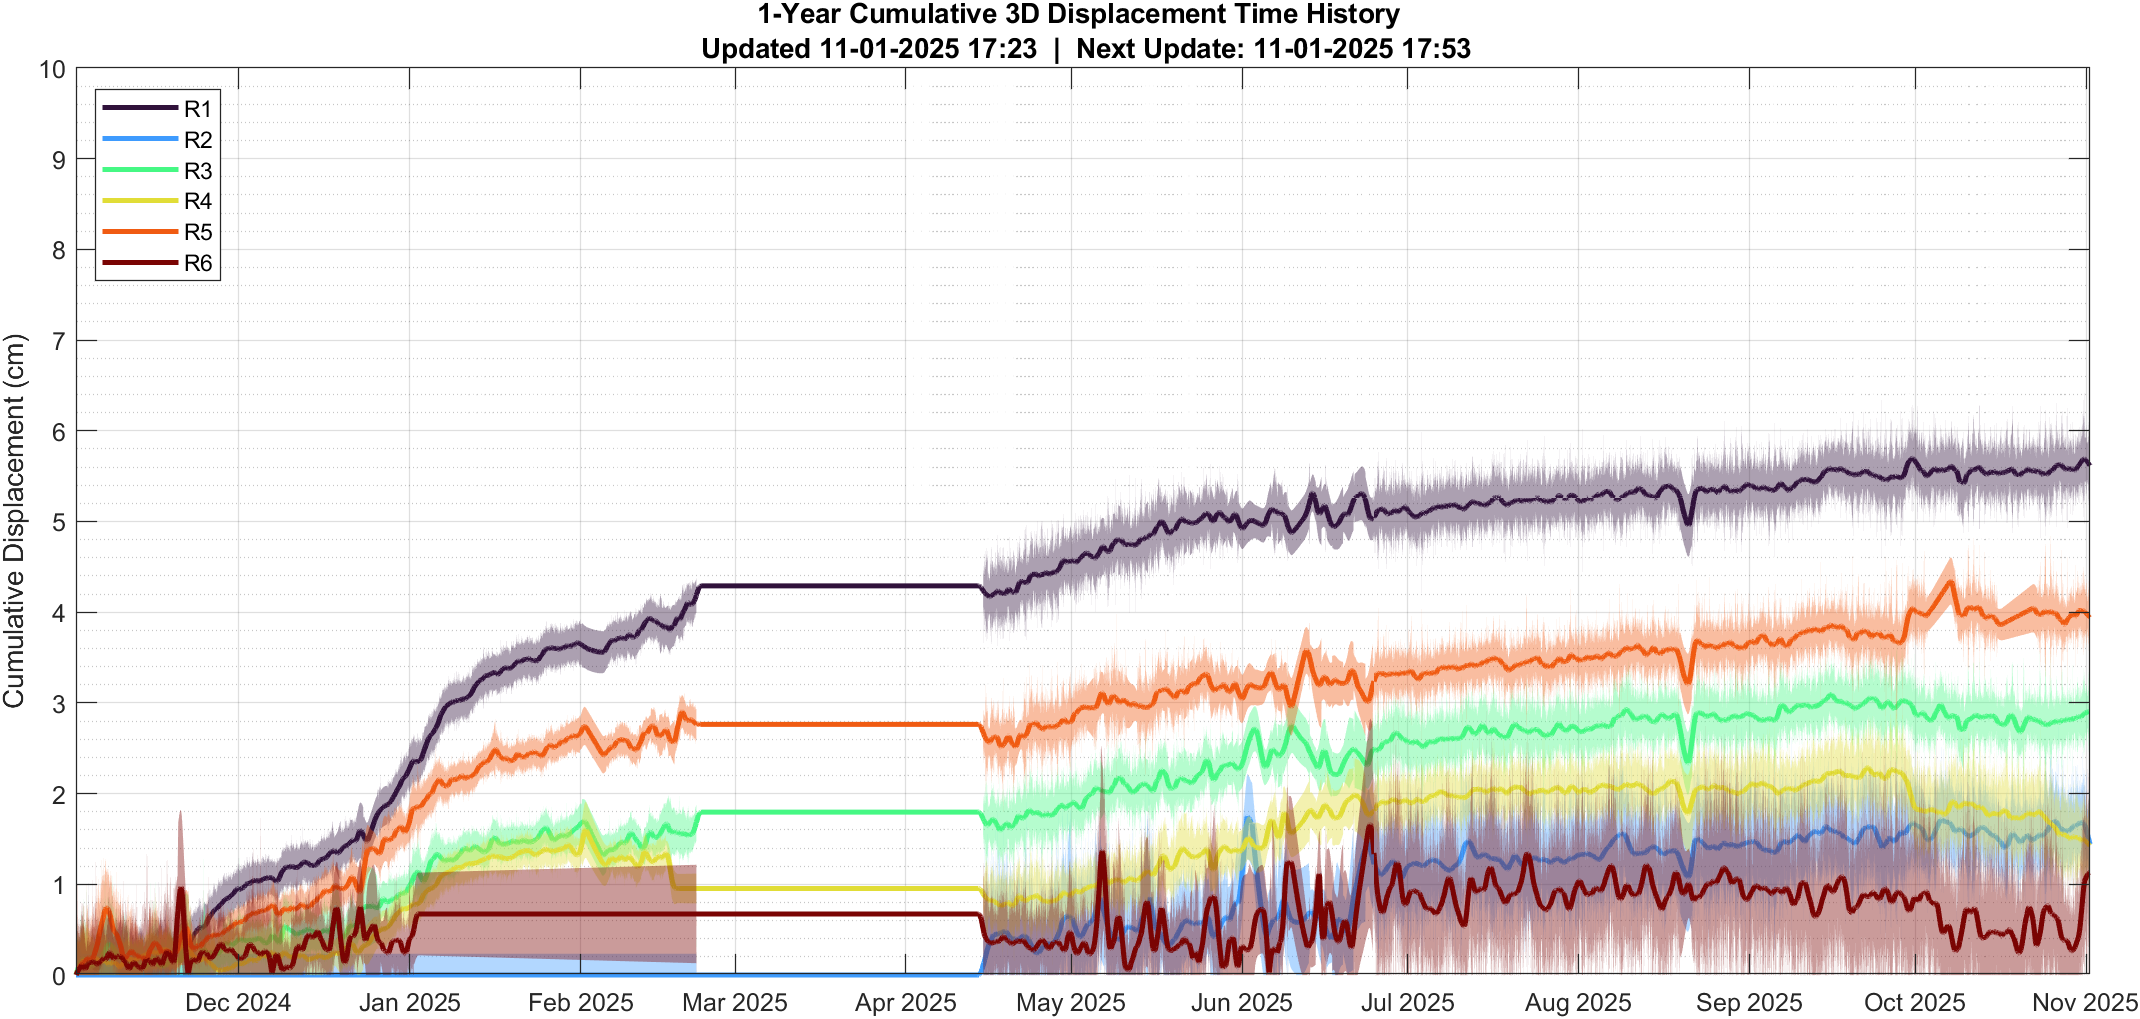 1-Year Cumulative 3D Displacement Time History
Updated 11-01-2025 17:23 | Next Update: 11-01-2025 17:53
10
9
8
7
6
5
4
3
2
1
0
Cumulative Displacement (cm)
R1
R2
R3
R4
R5
R6
Dec 2024
Jan 2025
Feb 2025
Mar 2025
Apr 2025
May 2025
Jun 2025
Jul 2025
Aug 2025
Sep 2025
Oct 2025
Nov 2025